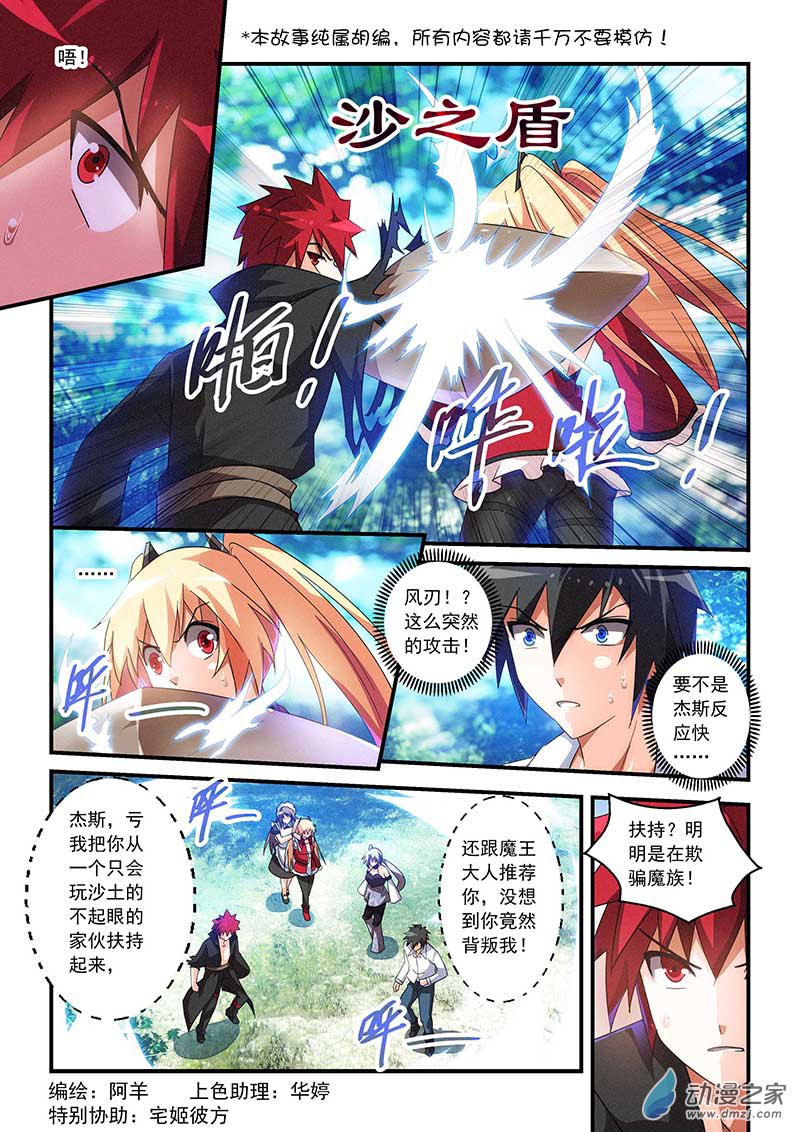 *本故事纯属胡编，所有内容都请千万不要模仿！
唔！
沙之盾
啪！
哗啦！
……
呼——
风刃！？
这么突然
的攻击！
要不是
杰斯反
应快
……
杰斯，亏
我把你从
一个只会
玩沙土的
不起眼的
家伙扶持
起来，
呼—
还跟魔王
大人推荐
你，没想
到你竟然
背叛我！
呼—
扶持？明
明是在欺
骗魔族！
编绘：阿羊 上色助理：华婷
特别协助：宅姬彼方
动漫之家
www.dmzj.com